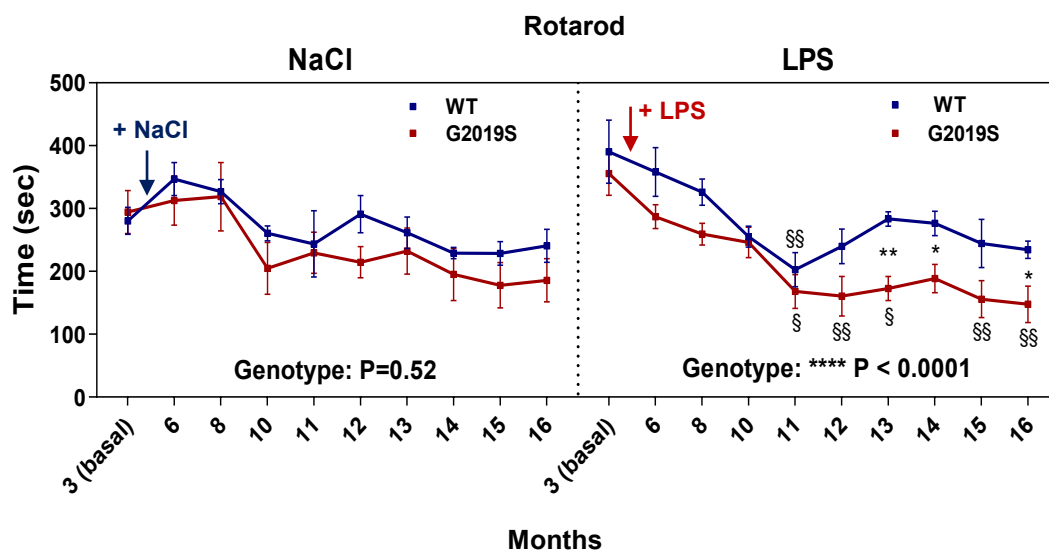 Rotarod
NaCl
LPS
500
400
300
200
100
0
Time (sec)
+ NaCl
WT
G2019S
+ LPS
WT
G2019S
§§
**
*
*
§
§§
§
§§
§§
Genotype: P=0.52
Genotype: **** P < 0.0001
3 (basal) 6 8 10 11 12 13 14 15 16
3 (basal) 6 8 10 11 12 13 14 15 16
Months